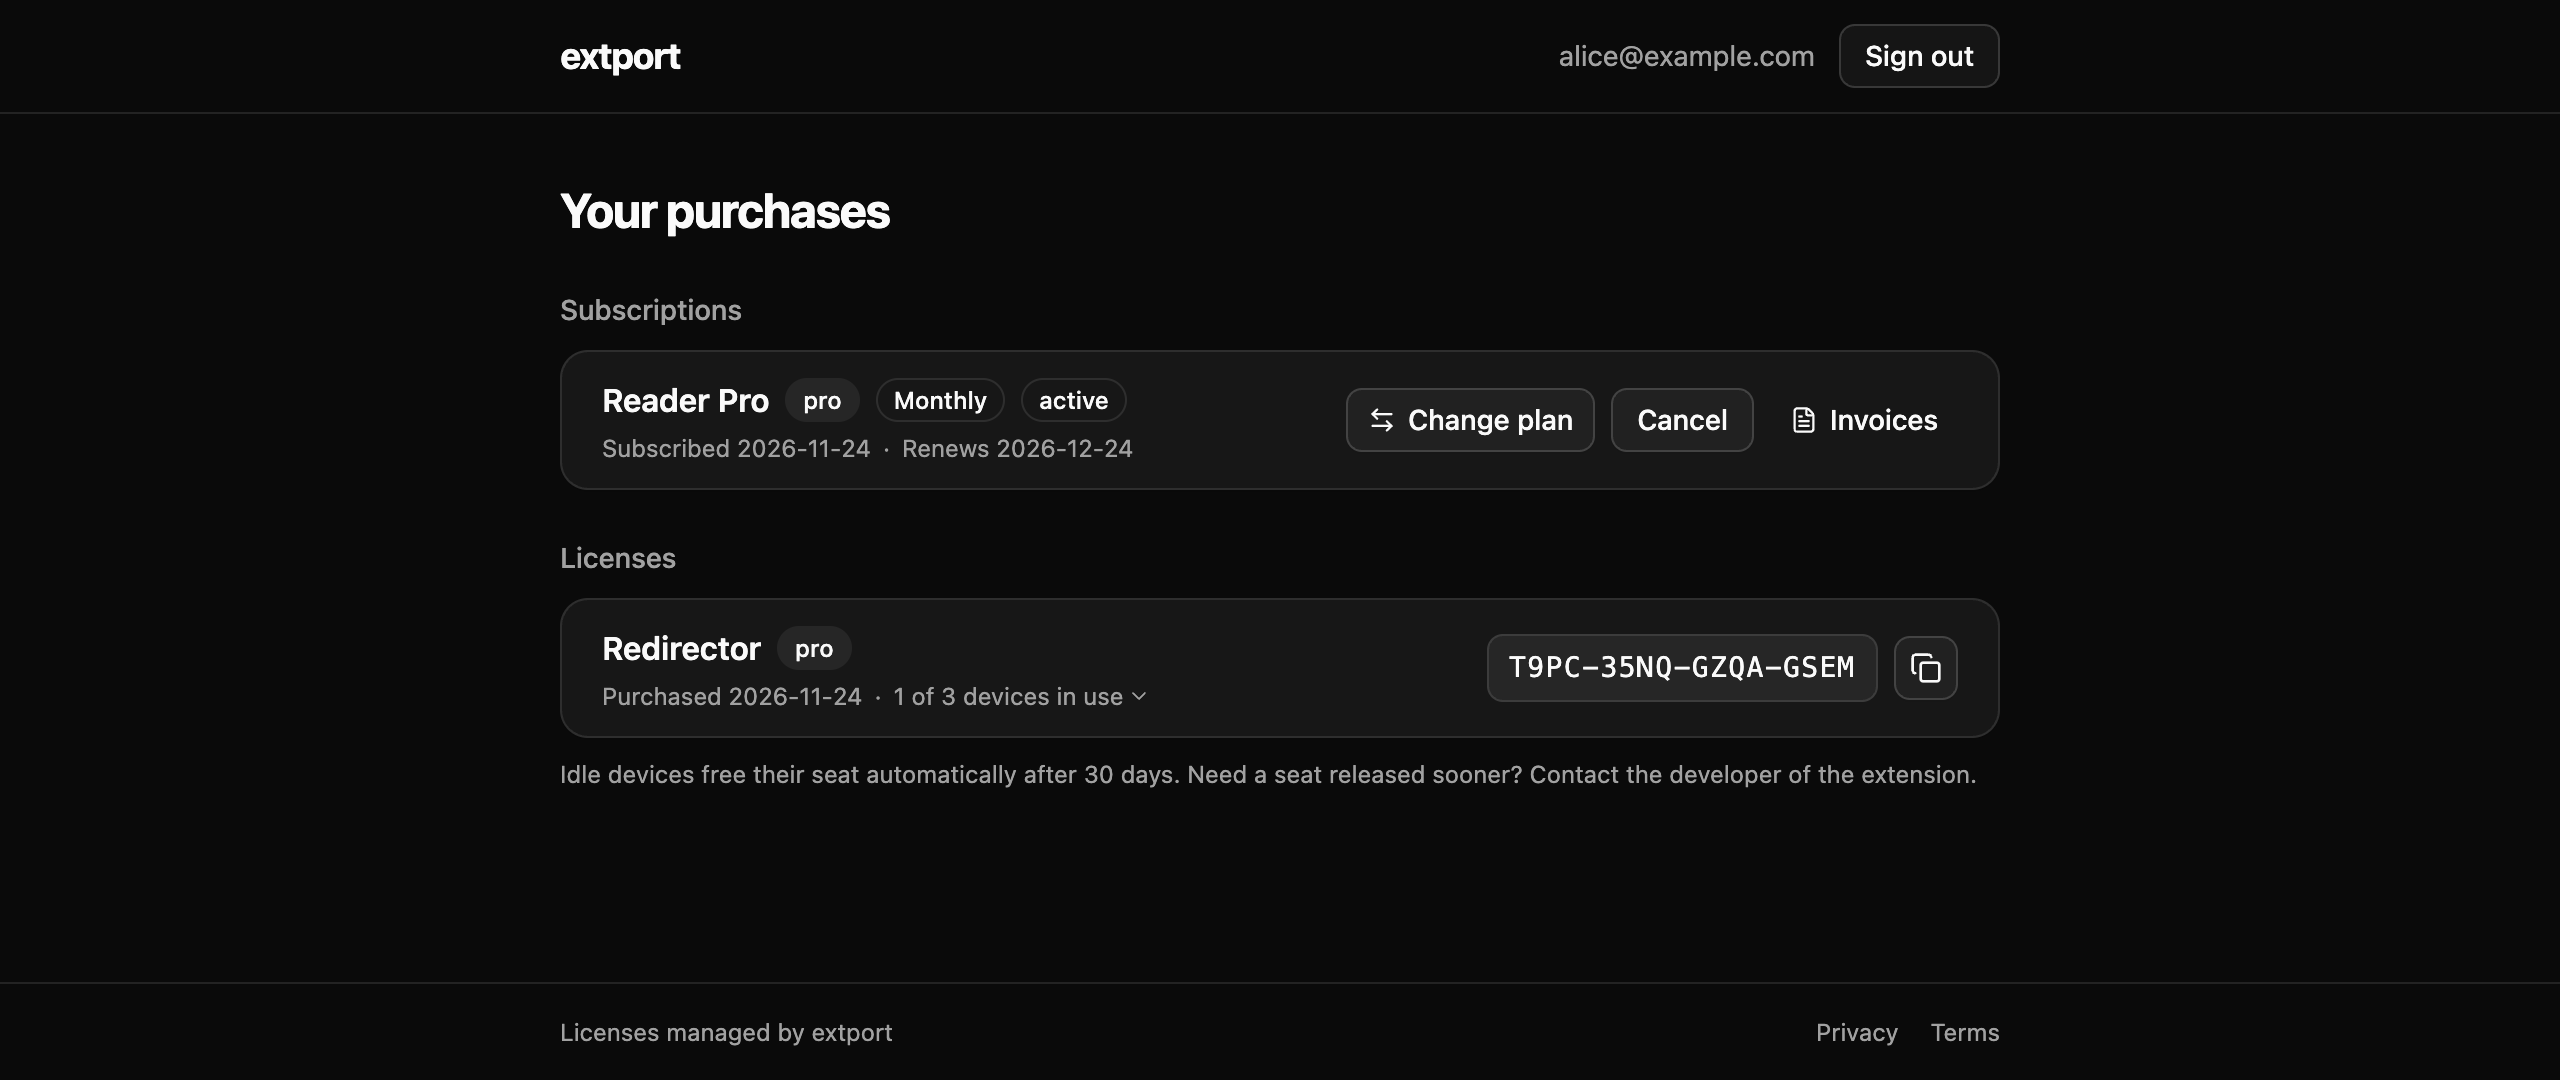 extport
alice@example.com
Sign out
Your purchases
Subscriptions
Reader Pro pro Monthly active
Subscribed 2026-11-24 · Renews 2026-12-24
Change plan
Cancel
Invoices
Licenses
Redirector pro
Purchased 2026-11-24 · 1 of 3 devices in use
T9PC-35NQ-GZQA-GSEM
Idle devices free their seat automatically after 30 days. Need a seat released sooner? Contact the developer of the extension.
Licenses managed by extport
Privacy
Terms